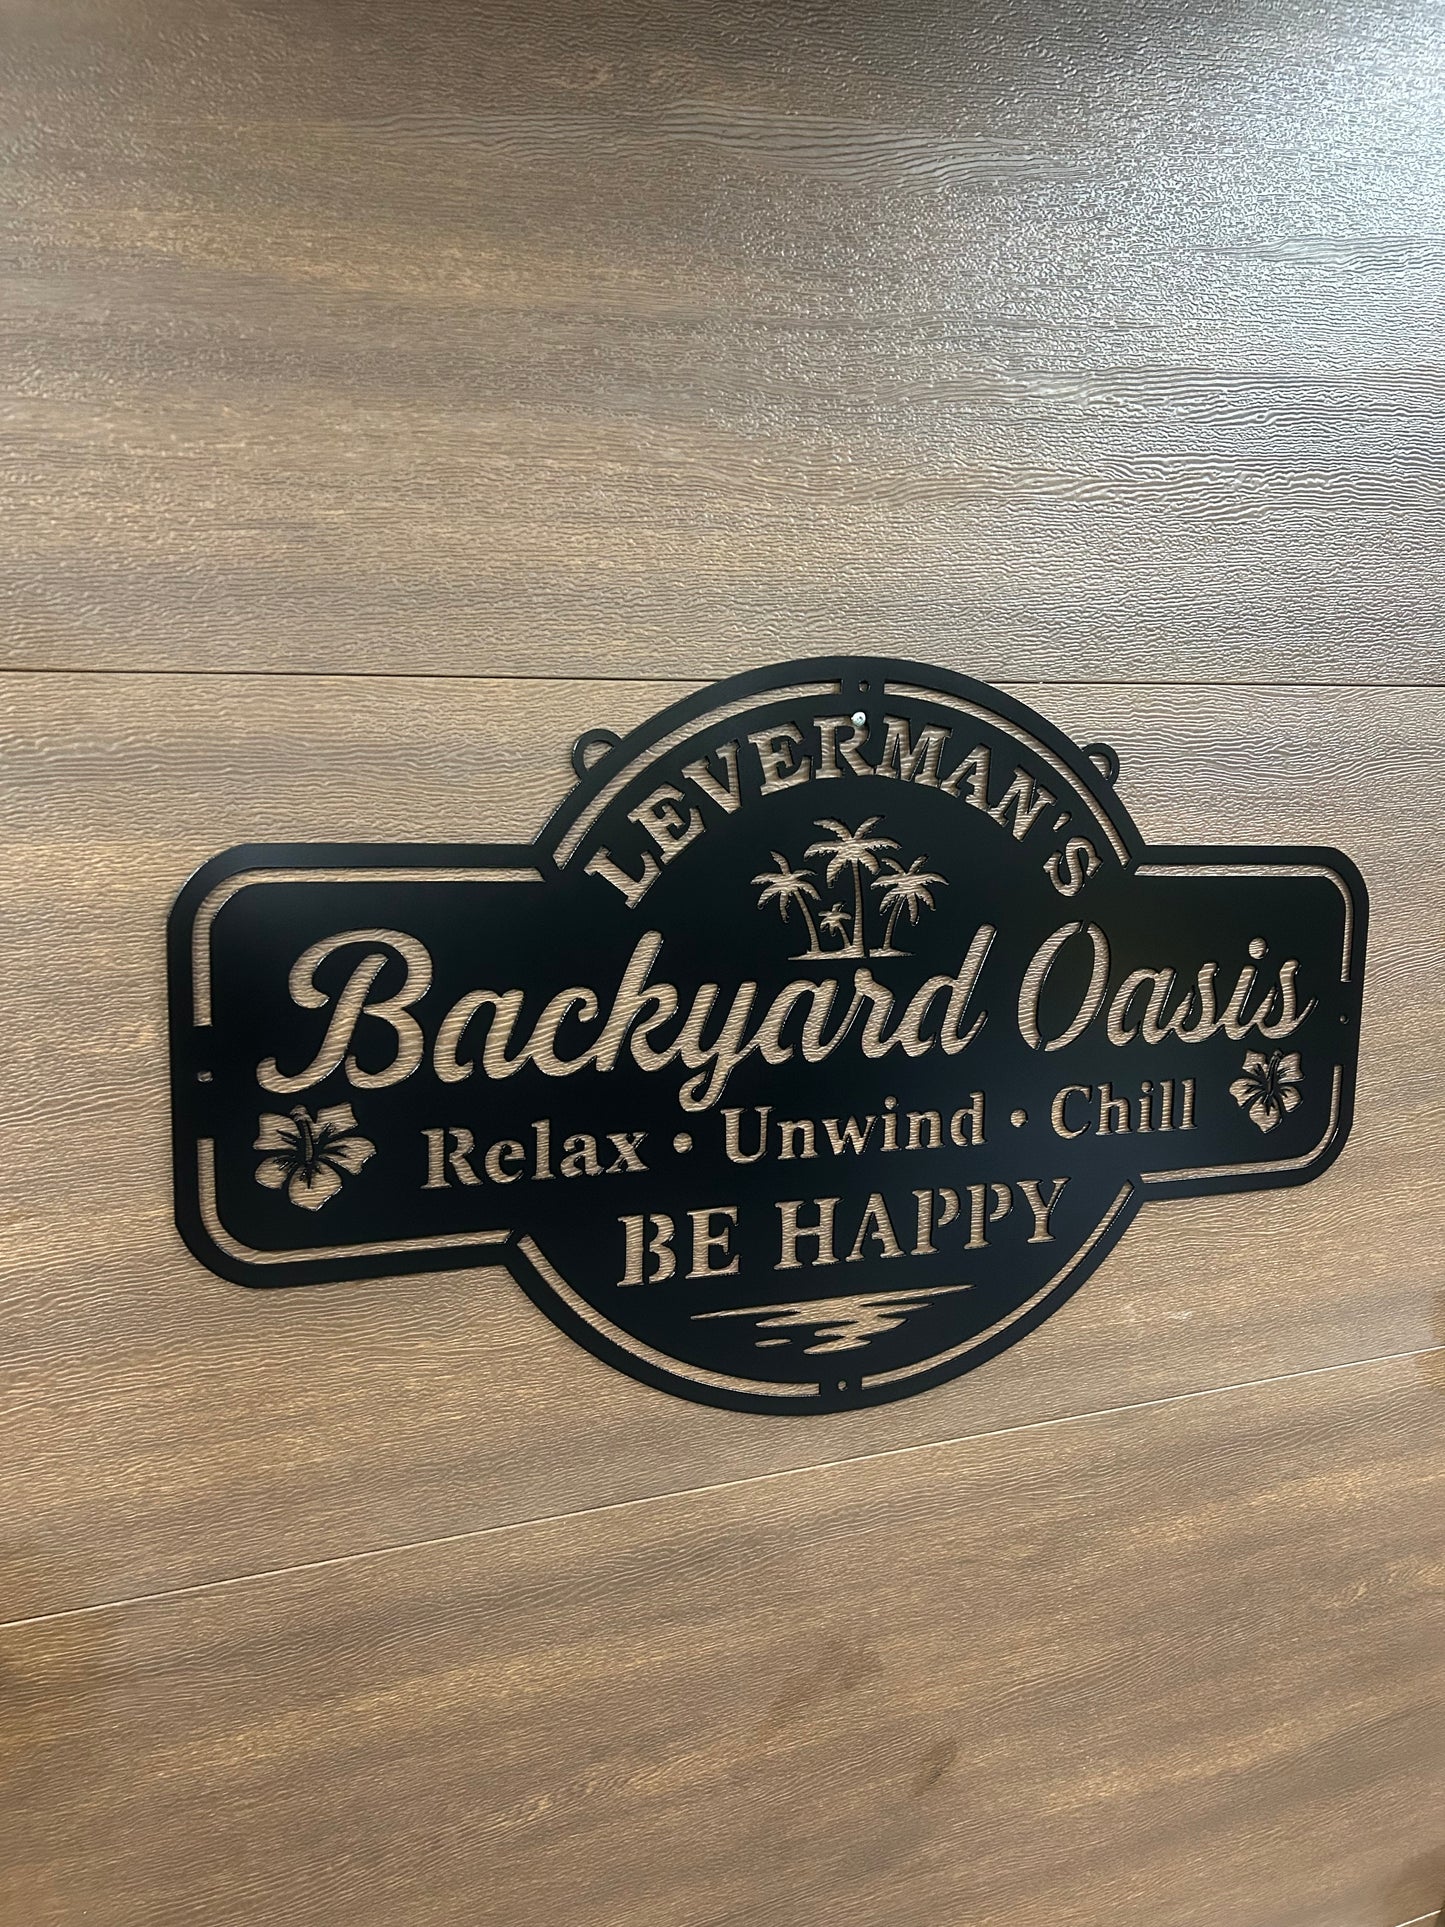 LEVERMAN'S
Backyard Oasis
Relax • Unwind • Chill
BE HAPPY